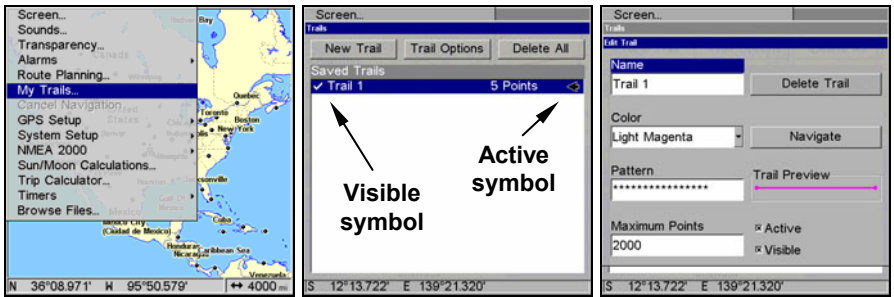 Screen...
Sounds...
Transparency...
Alarms
Route Planning...
My Trails...
Cancel Navigation
GPS Setup
System Setup
NMEA 2000
Sun/Moon Calculations...
Trip Calculator...
Timers
Browse Files...
Bay
Canada
Quebec
Toronto
Boston
New York
United States
Mexico
Mexico City
(Ciudad de Mexico)
Cuba
Honduras
Caribbean Sea
Nicaragua
Venezuela
N 36°08.971' W 95°50.579' ↔ 4000 mi
Screen...
Trails
New Trail Trail Options Delete All
Saved Trails
✓ Trail 1 5 Points
Visible symbol
Active symbol
S 12°13.722' E 139°21.320'
Screen...
Trails
Edit Trail
Name
Trail 1
Delete Trail
Color
Light Magenta
Navigate
Pattern
****************
Trail Preview
Maximum Points
2000
Active
Visible
S 12°13.722' E 139°21.320'